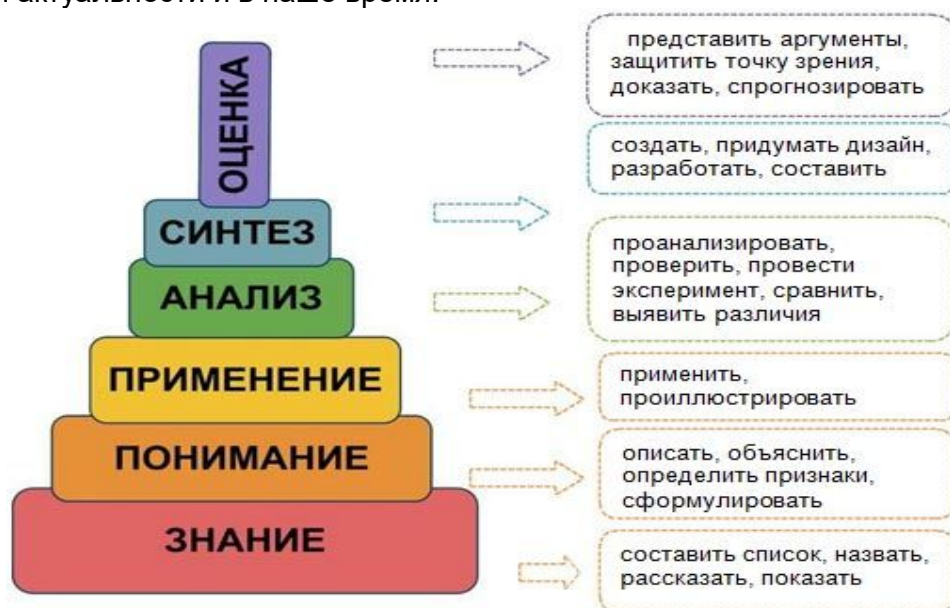 актуальности и в наше время.
ОЦЕНКА
представить аргументы,
защитить точку зрения,
доказать, спрогнозировать
СИНТЕЗ
создать, придумать дизайн,
разработать, составить
АНАЛИЗ
проанализировать,
проверить, провести
эксперимент, сравнить,
выявить различия
ПРИМЕНЕНИЕ
применить,
проиллюстрировать
ПОНИМАНИЕ
описать, объяснить,
определить признаки,
сформулировать
ЗНАНИЕ
составить список, назвать,
рассказать, показать